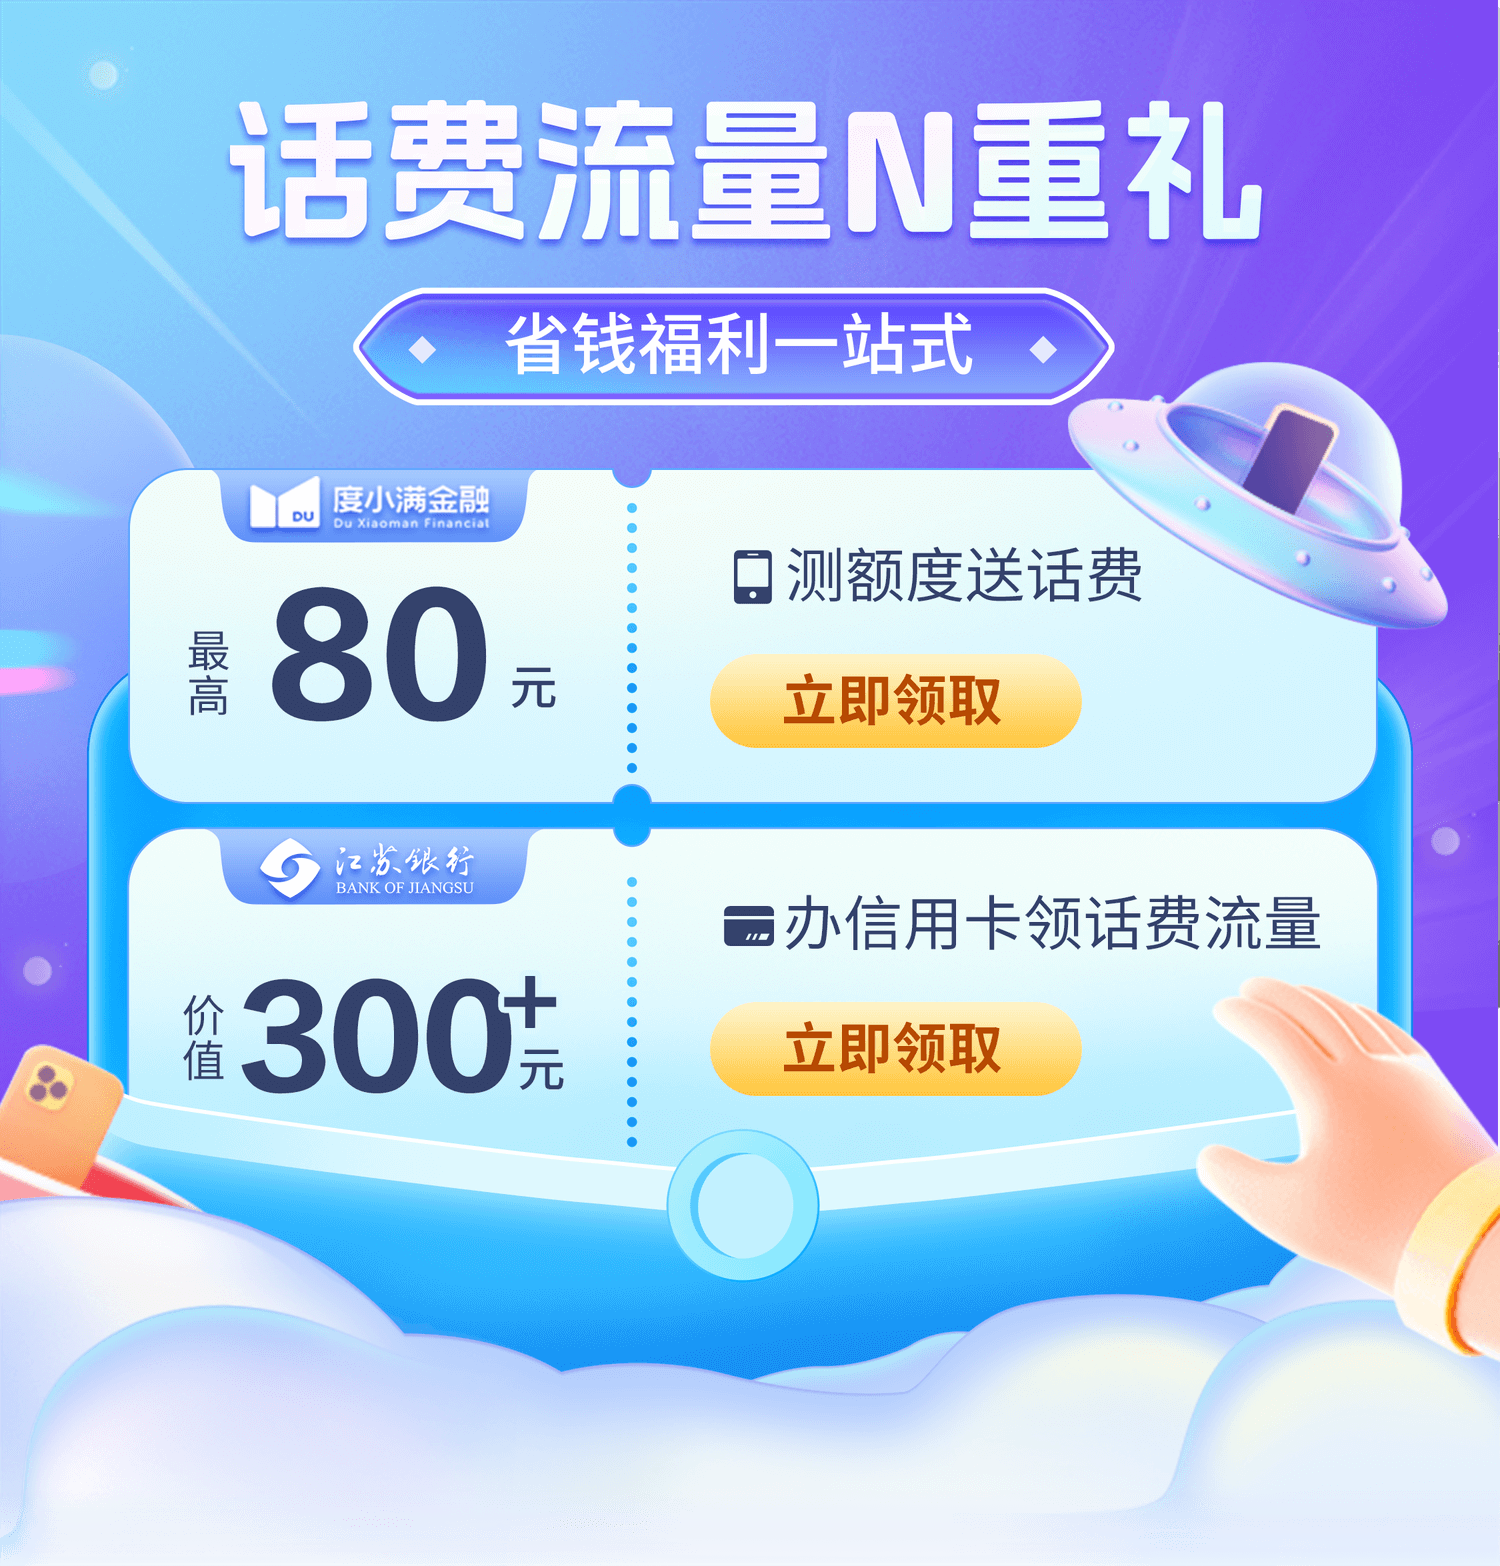 话费流量N重礼
省钱福利一站式
DU 度小满金融
Du Xiaoman Financial
最高 80 元
测额度送话费
立即领取
江苏銀行
BANK OF JIANGSU
价值 300+ 元
办信用卡领话费流量
立即领取